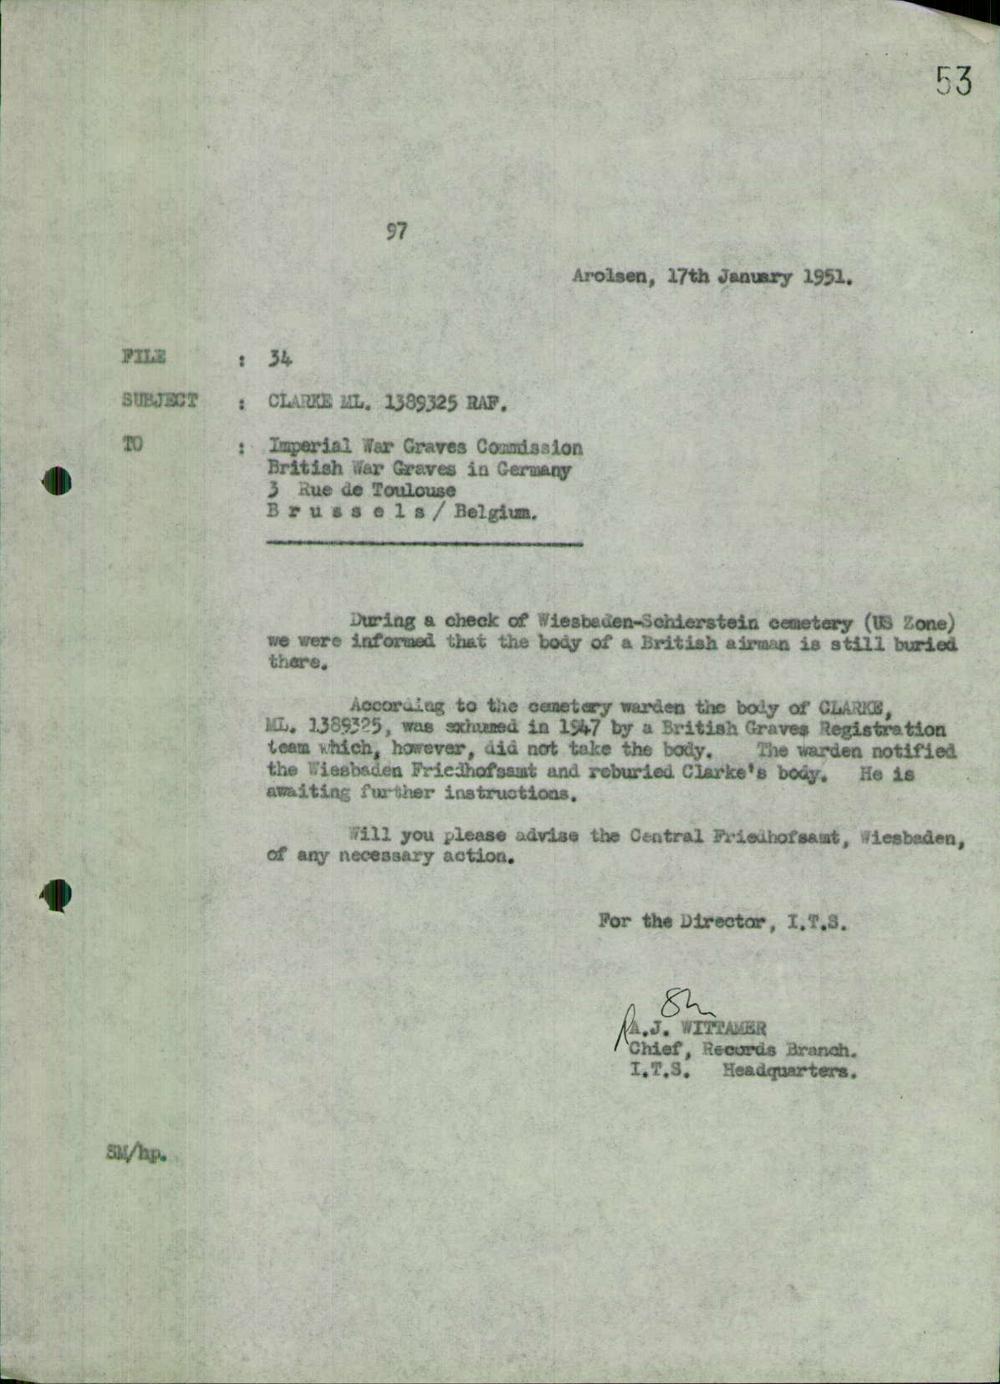 53
97
Arolsen, 17th January 1951.
FILE : 34
SUBJECT : CLARKE ML. 1389325 RAF.
TO : Imperial War Graves Commission
British War Graves in Germany
3 Rue de Toulouse
B r u s s e l s / Belgium.
During a check of Wiesbaden-Schierstein cemetery (US Zone)
we were informed that the body of a British airman is still buried
there.
According to the cemetery warden the body of CLARKE,
ML. 1389325, was exhumed in 1947 by a British Graves Registration
team which, however, did not take the body. The warden notified
the Wiesbaden Friedhofsamt and reburied Clarke's body. He is
awaiting further instructions.
Will you please advise the Central Friedhofsamt, Wiesbaden,
of any necessary action.
For the Director, I.T.S.
A.J. WITTAMER
Chief, Records Branch.
I.T.S. Headquarters.
SM/hp.